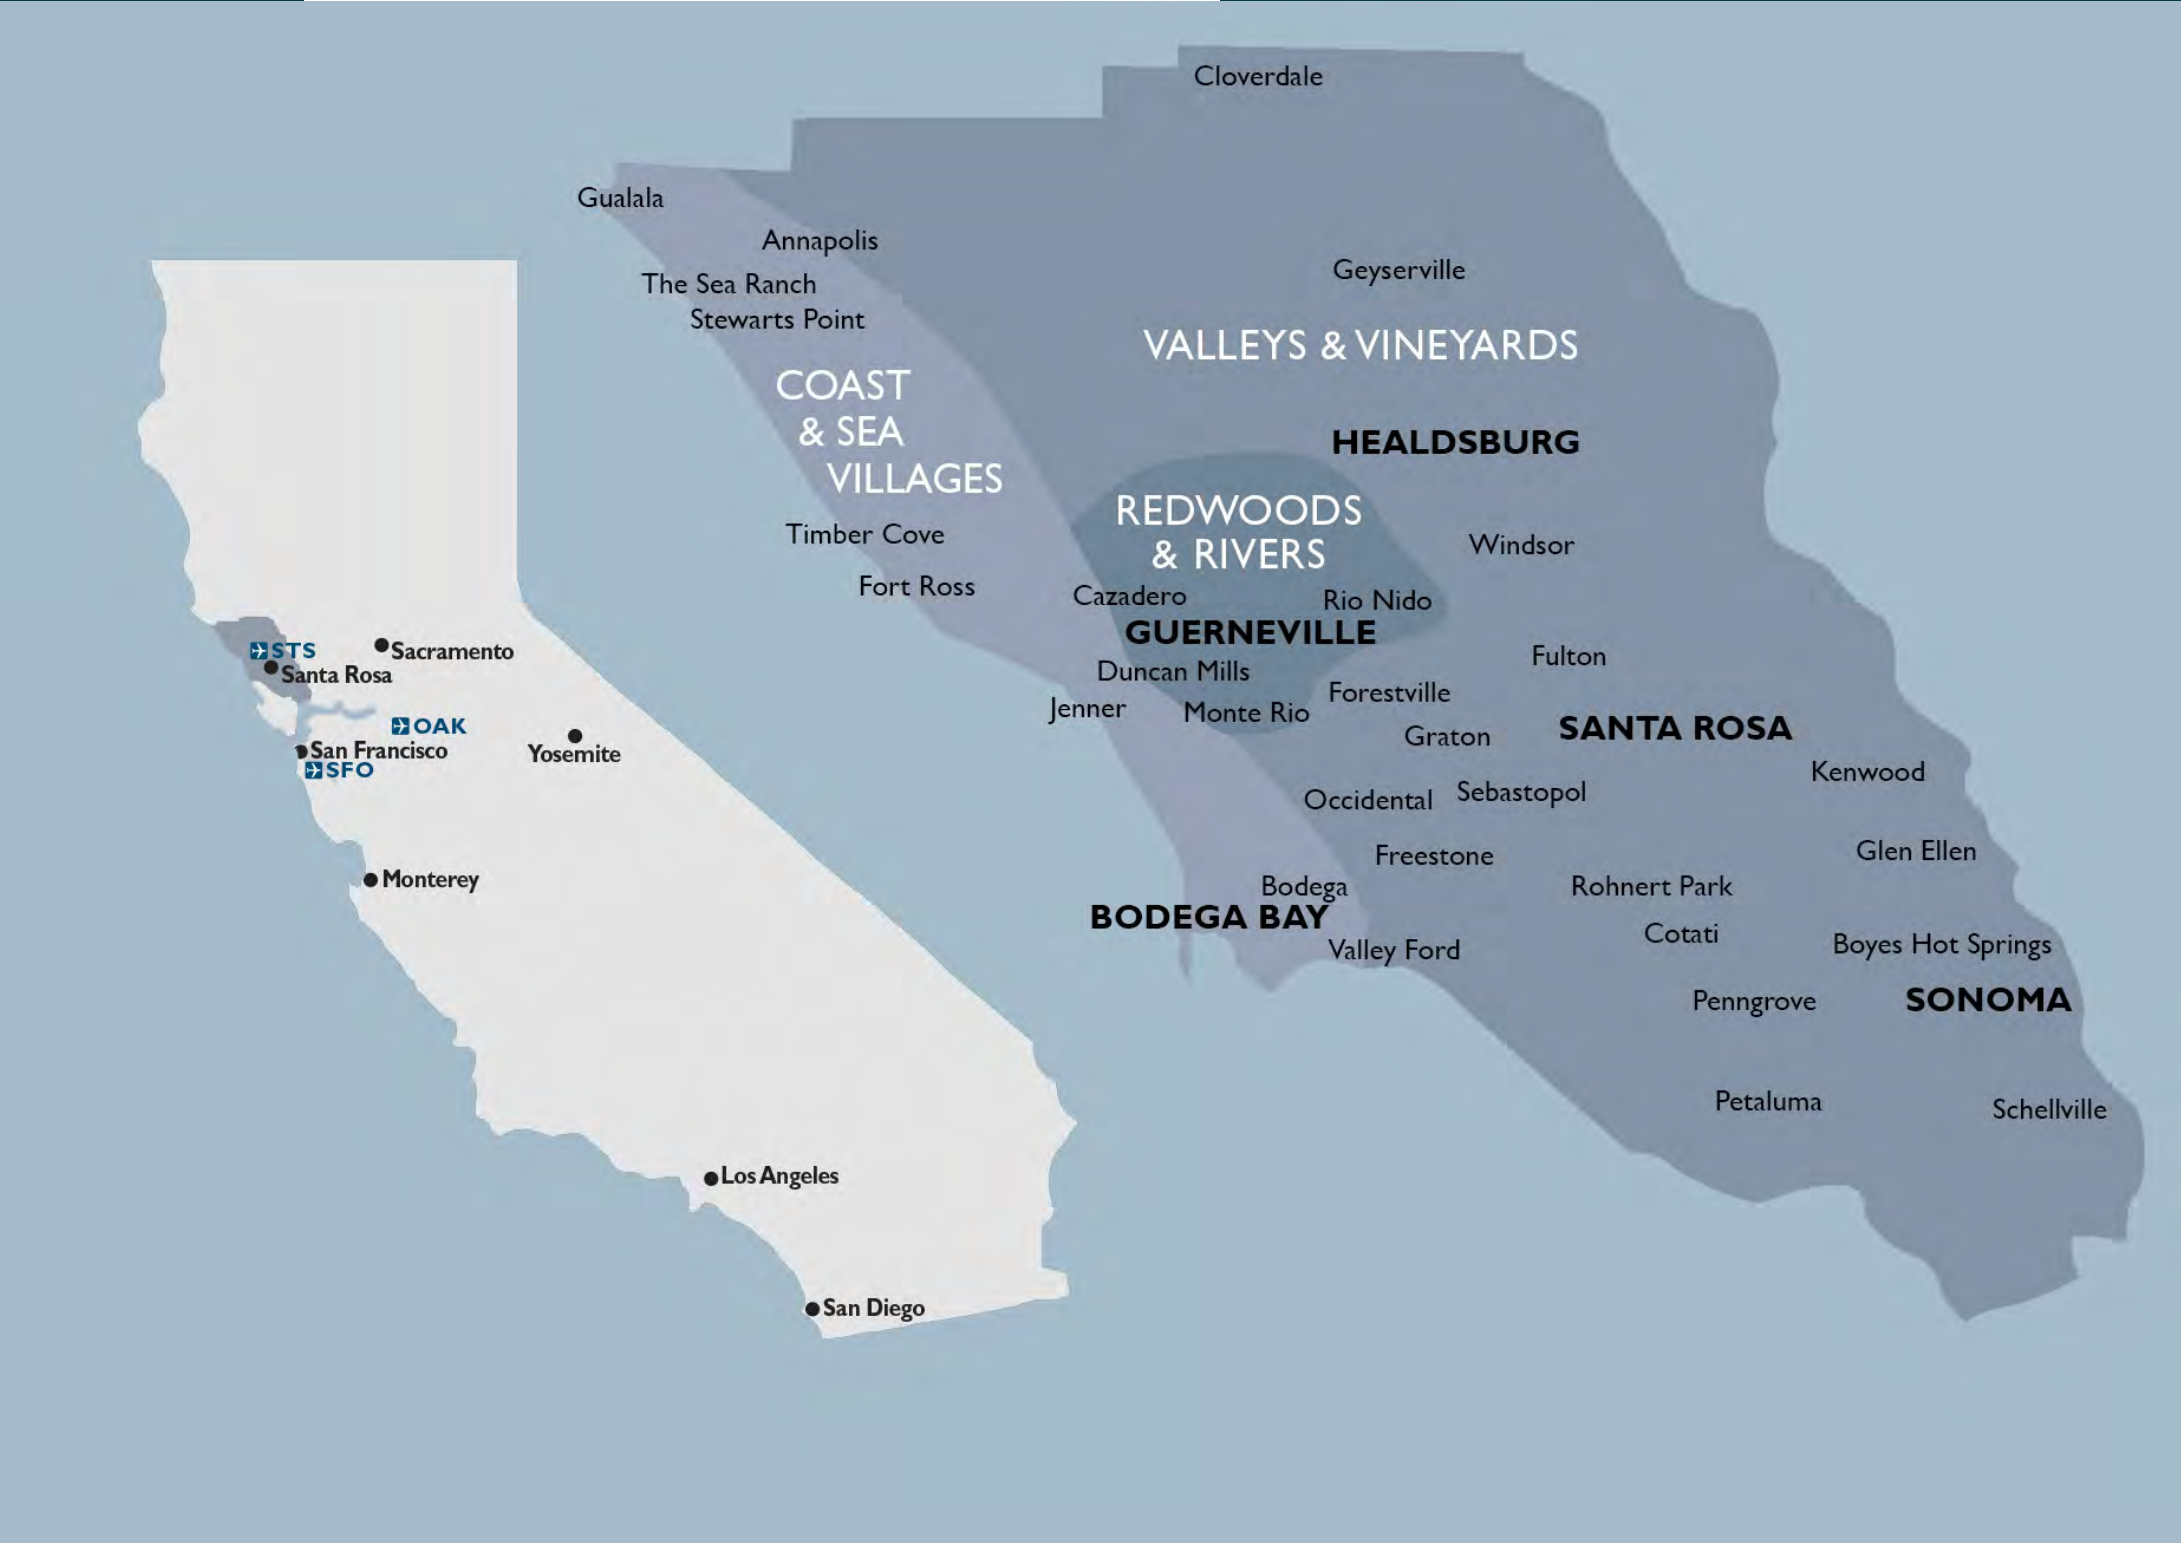 Cloverdale
Gualala
Annapolis
Geyserville
The Sea Ranch
Stewarts Point
VALLEYS & VINEYARDS
COAST
& SEA
VILLAGES
HEALDSBURG
REDWOODS
& RIVERS
Timber Cove
Windsor
Fort Ross
Cazadero
Rio Nido
GUERNEVILLE
Fulton
Duncan Mills
Forestville
Jenner
Monte Rio
SANTA ROSA
Graton
Kenwood
Occidental
Sebastopol
Glen Ellen
Freestone
Bodega
Rohnert Park
BODEGA BAY
Cotati
Valley Ford
Boyes Hot Springs
Penngrove
SONOMA
Petaluma
Schellville
STS
Sacramento
Santa Rosa
OAK
San Francisco
Yosemite
SFO
Monterey
Los Angeles
San Diego